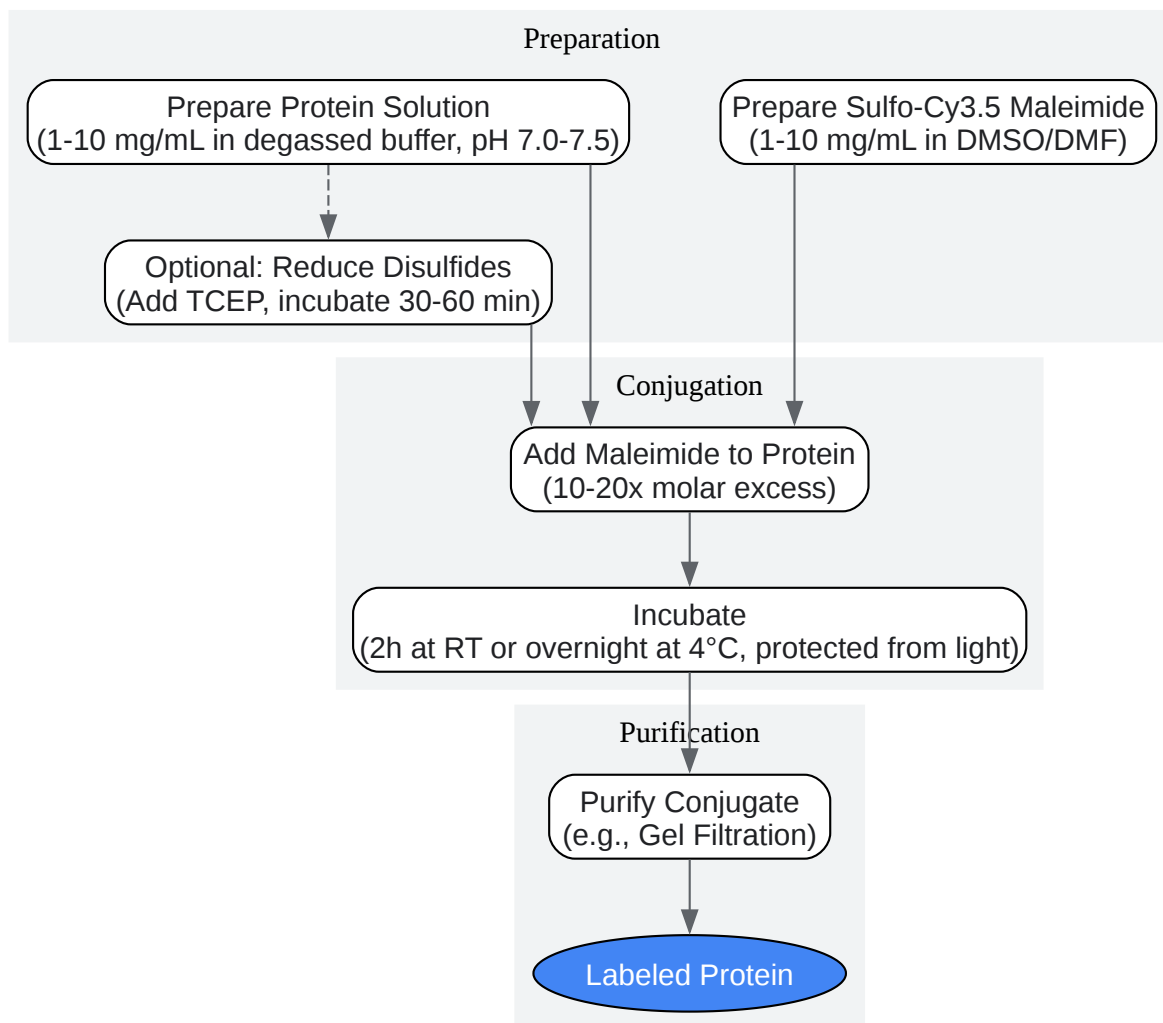 Preparation
Prepare Protein Solution
(1-10 mg/mL in degassed buffer, pH 7.0-7.5)
Prepare Sulfo-Cy3.5 Maleimide
(1-10 mg/mL in DMSO/DMF)
Optional: Reduce Disulfides
(Add TCEP, incubate 30-60 min)
Conjugation
Add Maleimide to Protein
(10-20x molar excess)
Incubate
(2h at RT or overnight at 4°C, protected from light)
Purification
Purify Conjugate
(e.g., Gel Filtration)
Labeled Protein